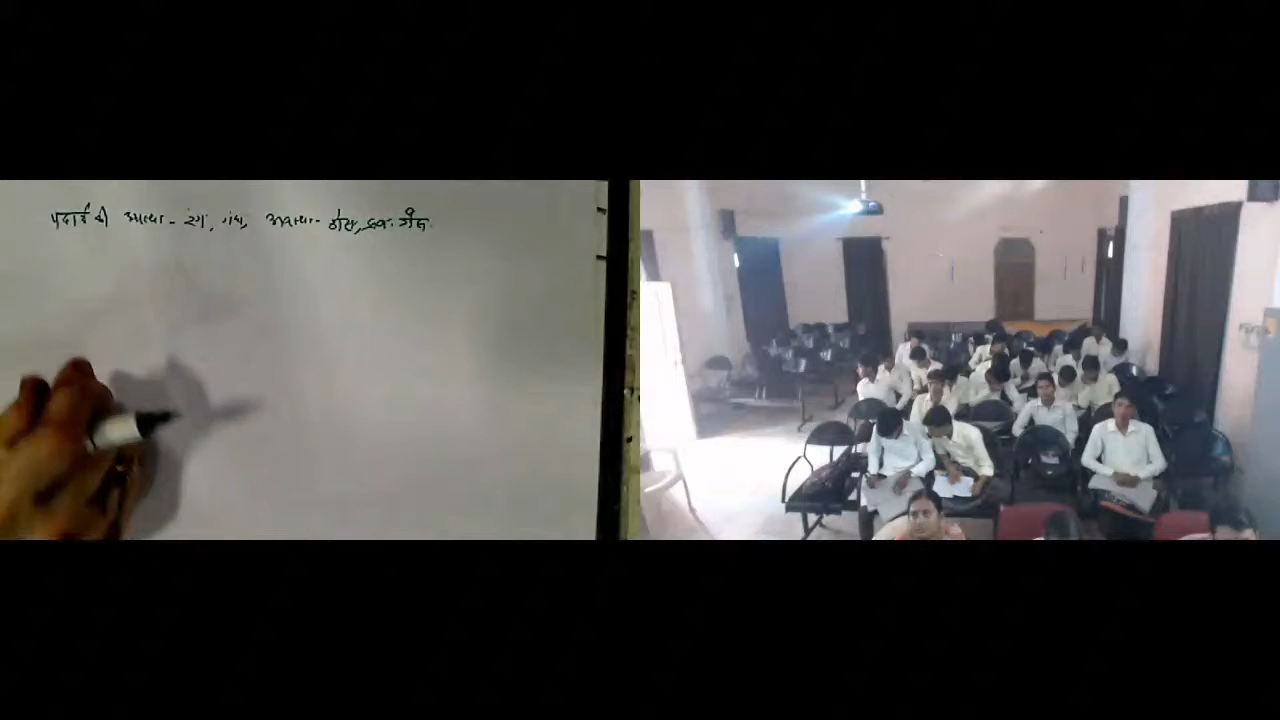 पदार्थ की अवस्था - रंग, गंध, अवस्था - ठोस, द्रव. गैस